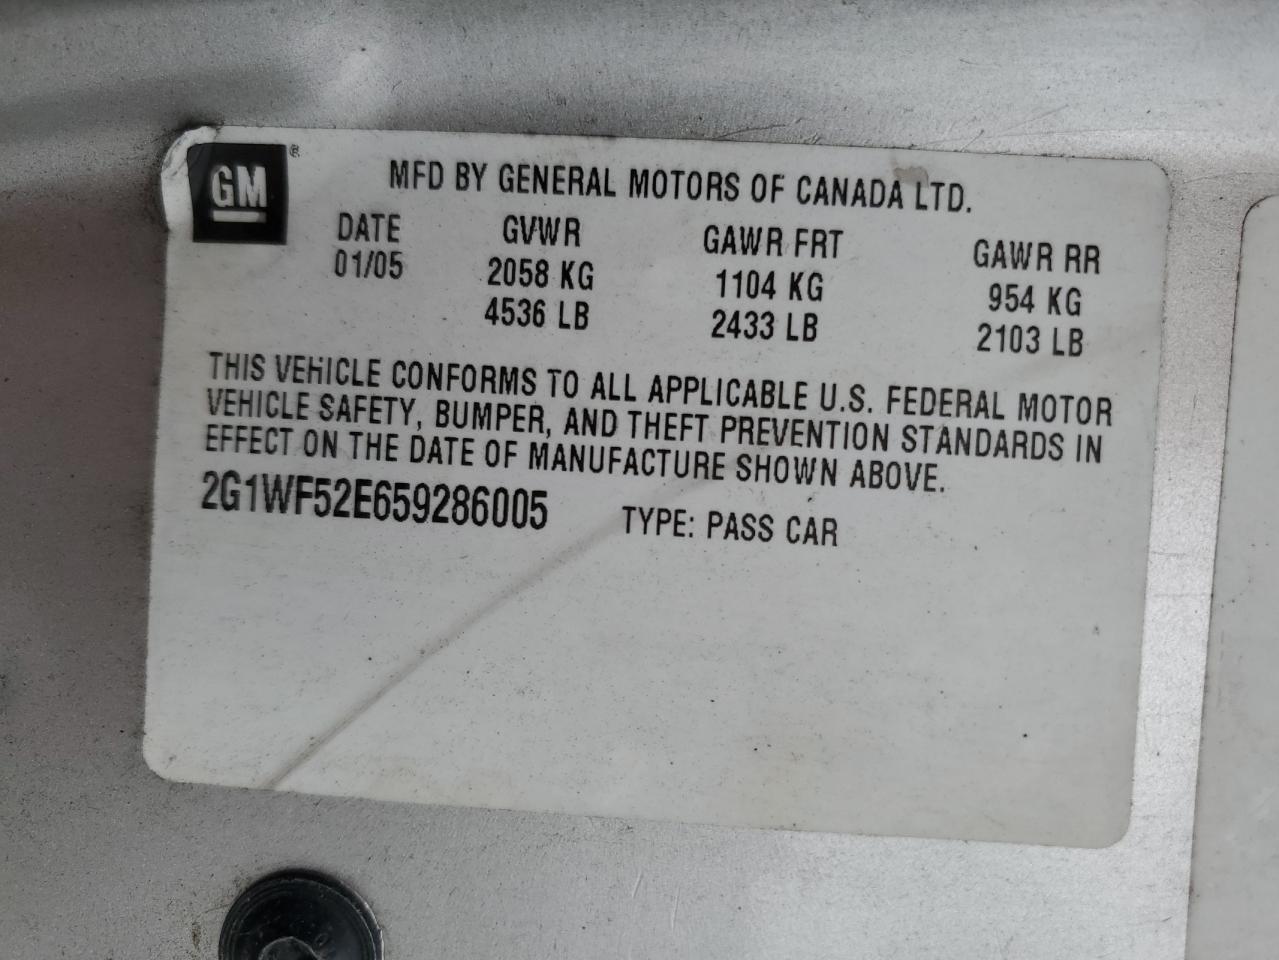 GM ®
MFD BY GENERAL MOTORS OF CANADA LTD.
DATE GVWR GAWR FRT GAWR RR
01/05 2058 KG 1104 KG 954 KG
4536 LB 2433 LB 2103 LB
THIS VEHICLE CONFORMS TO ALL APPLICABLE U.S. FEDERAL MOTOR
VEHICLE SAFETY, BUMPER, AND THEFT PREVENTION STANDARDS IN
EFFECT ON THE DATE OF MANUFACTURE SHOWN ABOVE.
2G1WF52E659286005 TYPE: PASS CAR